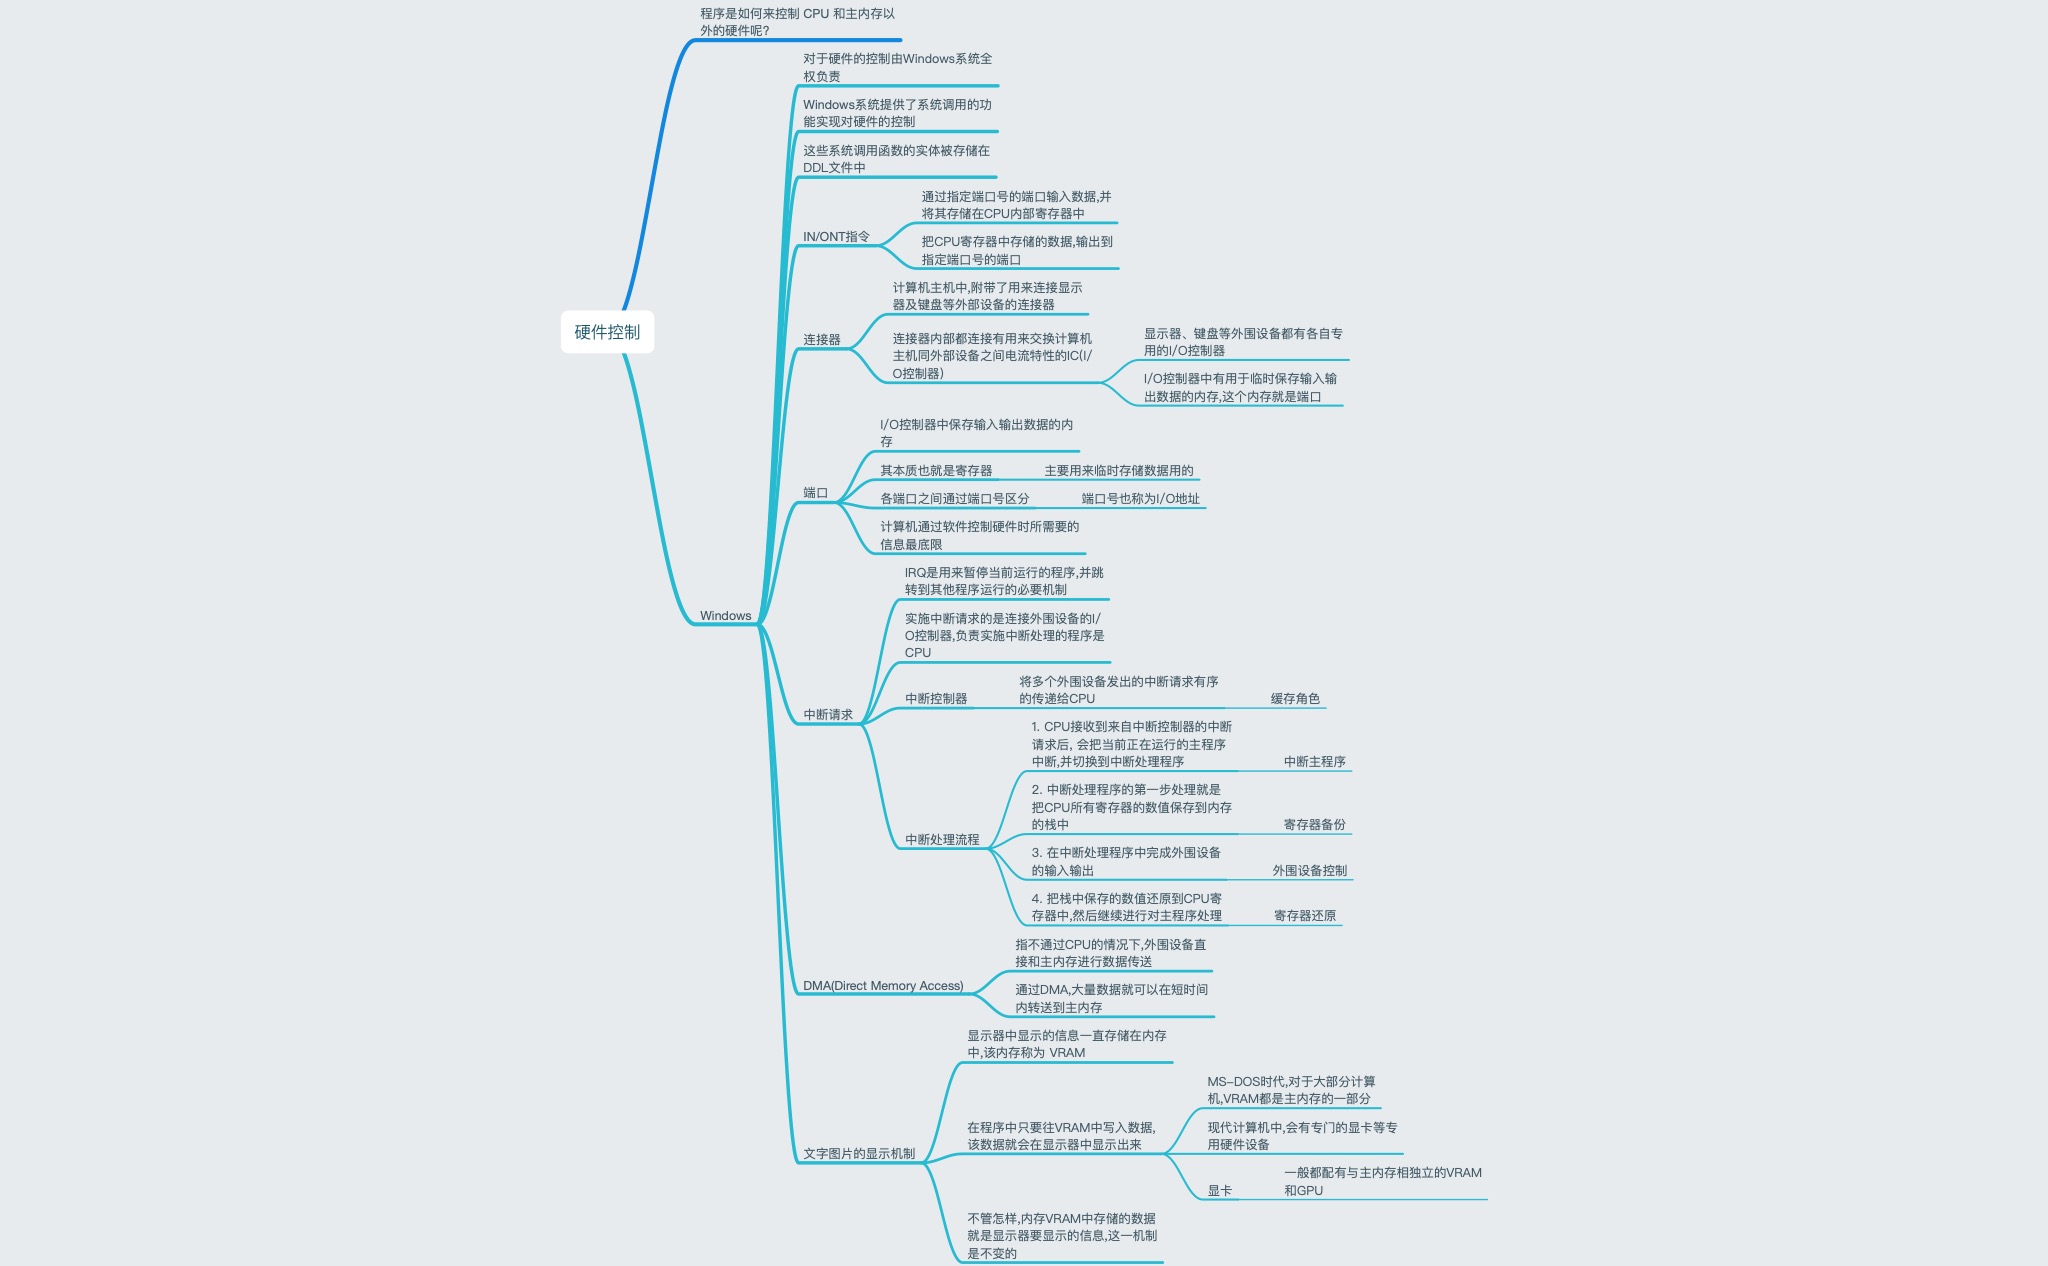 程序是如何来控制 CPU 和主内存以
外的硬件呢?
对于硬件的控制由Windows系统全
权负责
Windows系统提供了系统调用的功
能实现对硬件的控制
这些系统调用函数的实体被存储在
DDL文件中
通过指定端口号的端口输入数据,并
将其存储在CPU内部寄存器中
IN/ONT指令
把CPU寄存器中存储的数据,输出到
指定端口号的端口
计算机主机中,附带了用来连接显示
器及键盘等外部设备的连接器
硬件控制
连接器
连接器内部都连接有用来交换计算机
主机同外部设备之间电流特性的IC(I/
O控制器)
显示器、键盘等外围设备都有各自专
用的I/O控制器
I/O控制器中有用于临时保存输入输
出数据的内存,这个内存就是端口
I/O控制器中保存输入输出数据的内
存
其本质也就是寄存器
主要用来临时存储数据用的
端口
各端口之间通过端口号区分
端口号也称为I/O地址
计算机通过软件控制硬件时所需要的
信息最底限
IRQ是用来暂停当前运行的程序,并跳
转到其他程序运行的必要机制
Windows
实施中断请求的是连接外围设备的I/
O控制器,负责实施中断处理的程序是
CPU
中断控制器
将多个外围设备发出的中断请求有序
的传递给CPU
缓存角色
中断请求
1. CPU接收到来自中断控制器的中断
请求后, 会把当前正在运行的主程序
中断,并切换到中断处理程序
中断主程序
2. 中断处理程序的第一步处理就是
把CPU所有寄存器的数值保存到内存
的栈中
寄存器备份
中断处理流程
3. 在中断处理程序中完成外围设备
的输入输出
外围设备控制
4. 把栈中保存的数值还原到CPU寄
存器中,然后继续进行对主程序处理
寄存器还原
指不通过CPU的情况下,外围设备直
接和主内存进行数据传送
DMA(Direct Memory Access)
通过DMA,大量数据就可以在短时间
内转送到主内存
显示器中显示的信息一直存储在内存
中,该内存称为 VRAM
MS-DOS时代,对于大部分计算
机,VRAM都是主内存的一部分
在程序中只要往VRAM中写入数据,
该数据就会在显示器中显示出来
现代计算机中,会有专门的显卡等专
用硬件设备
文字图片的显示机制
显卡
一般都配有与主内存相独立的VRAM
和GPU
不管怎样,内存VRAM中存储的数据
就是显示器要显示的信息,这一机制
是不变的